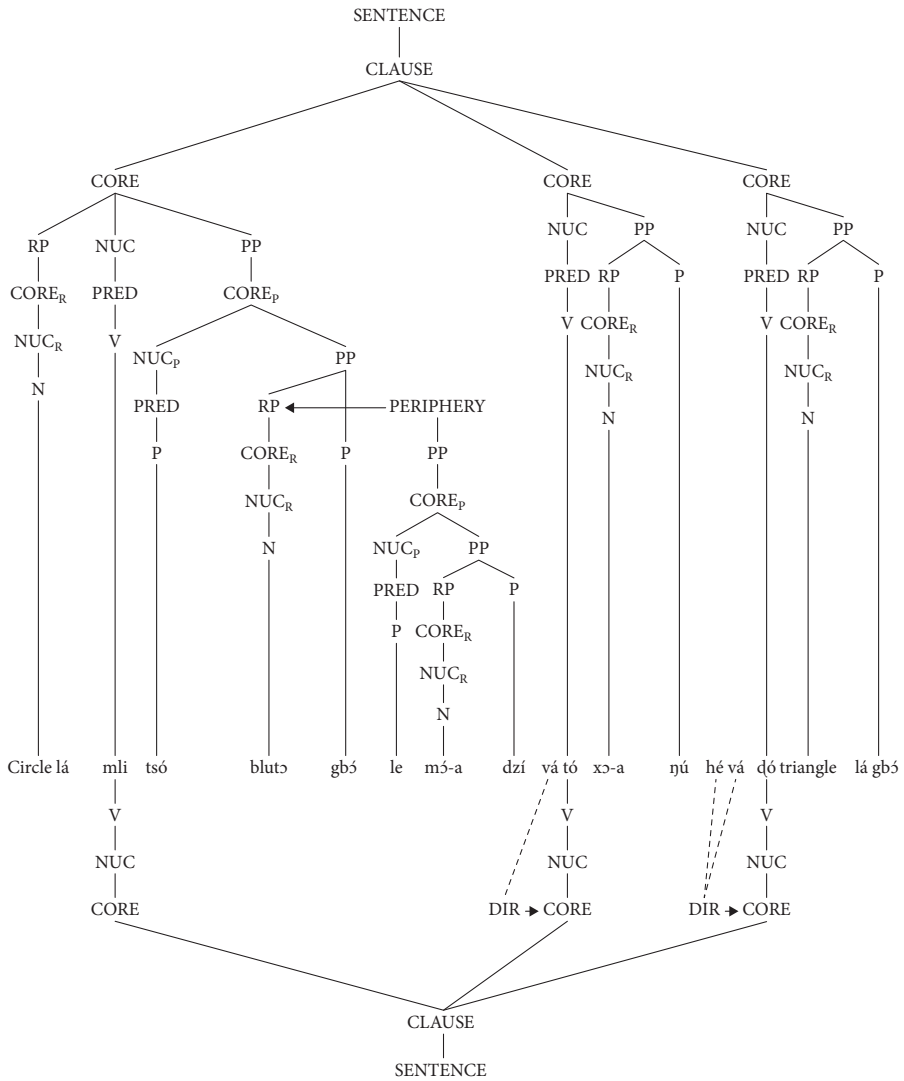 SENTENCE
CLAUSE
CORE CORE CORE
RP NUC PP NUC PP NUC PP
CORER PRED COREP PRED RP P PRED RP P
NUCR V V CORER V CORER
NUCP PP NUCR NUCR
N
PRED RP PERIPHERY N N
P CORER P PP
NUCR COREP
N NUCP PP
PRED RP P
P CORER
NUCR
N
Circle lá mli tsó blutɔ gbɔ́ le mɔ́-a dzí vá tó xɔ-a ŋú hé vá ɖó triangle lá gbɔ́
V V V
NUC NUC NUC
CORE DIR CORE DIR CORE
CLAUSE
SENTENCE